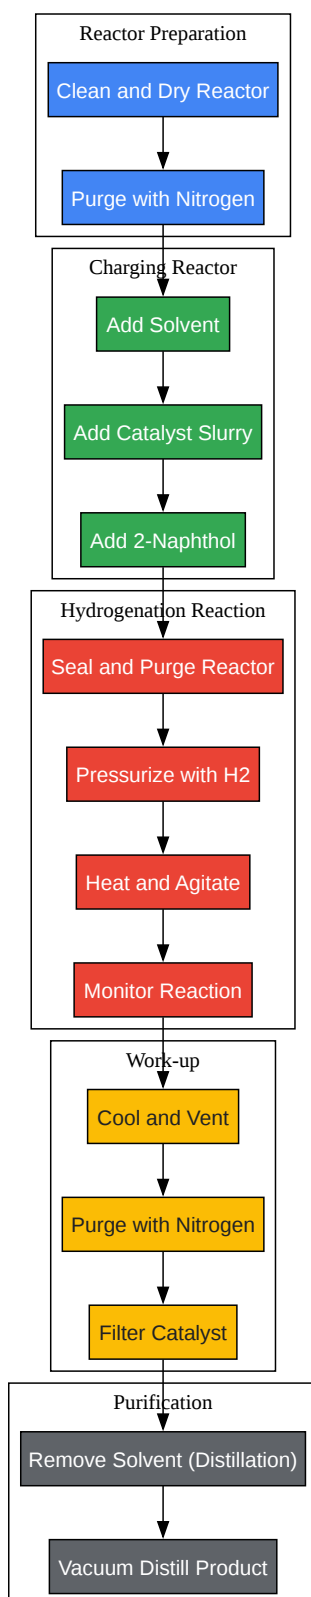 Reactor Preparation
Clean and Dry Reactor
Purge with Nitrogen
Charging Reactor
Add Solvent
Add Catalyst Slurry
Add 2-Naphthol
Hydrogenation Reaction
Seal and Purge Reactor
Pressurize with H2
Heat and Agitate
Monitor Reaction
Work-up
Cool and Vent
Purge with Nitrogen
Filter Catalyst
Purification
Remove Solvent (Distillation)
Vacuum Distill Product